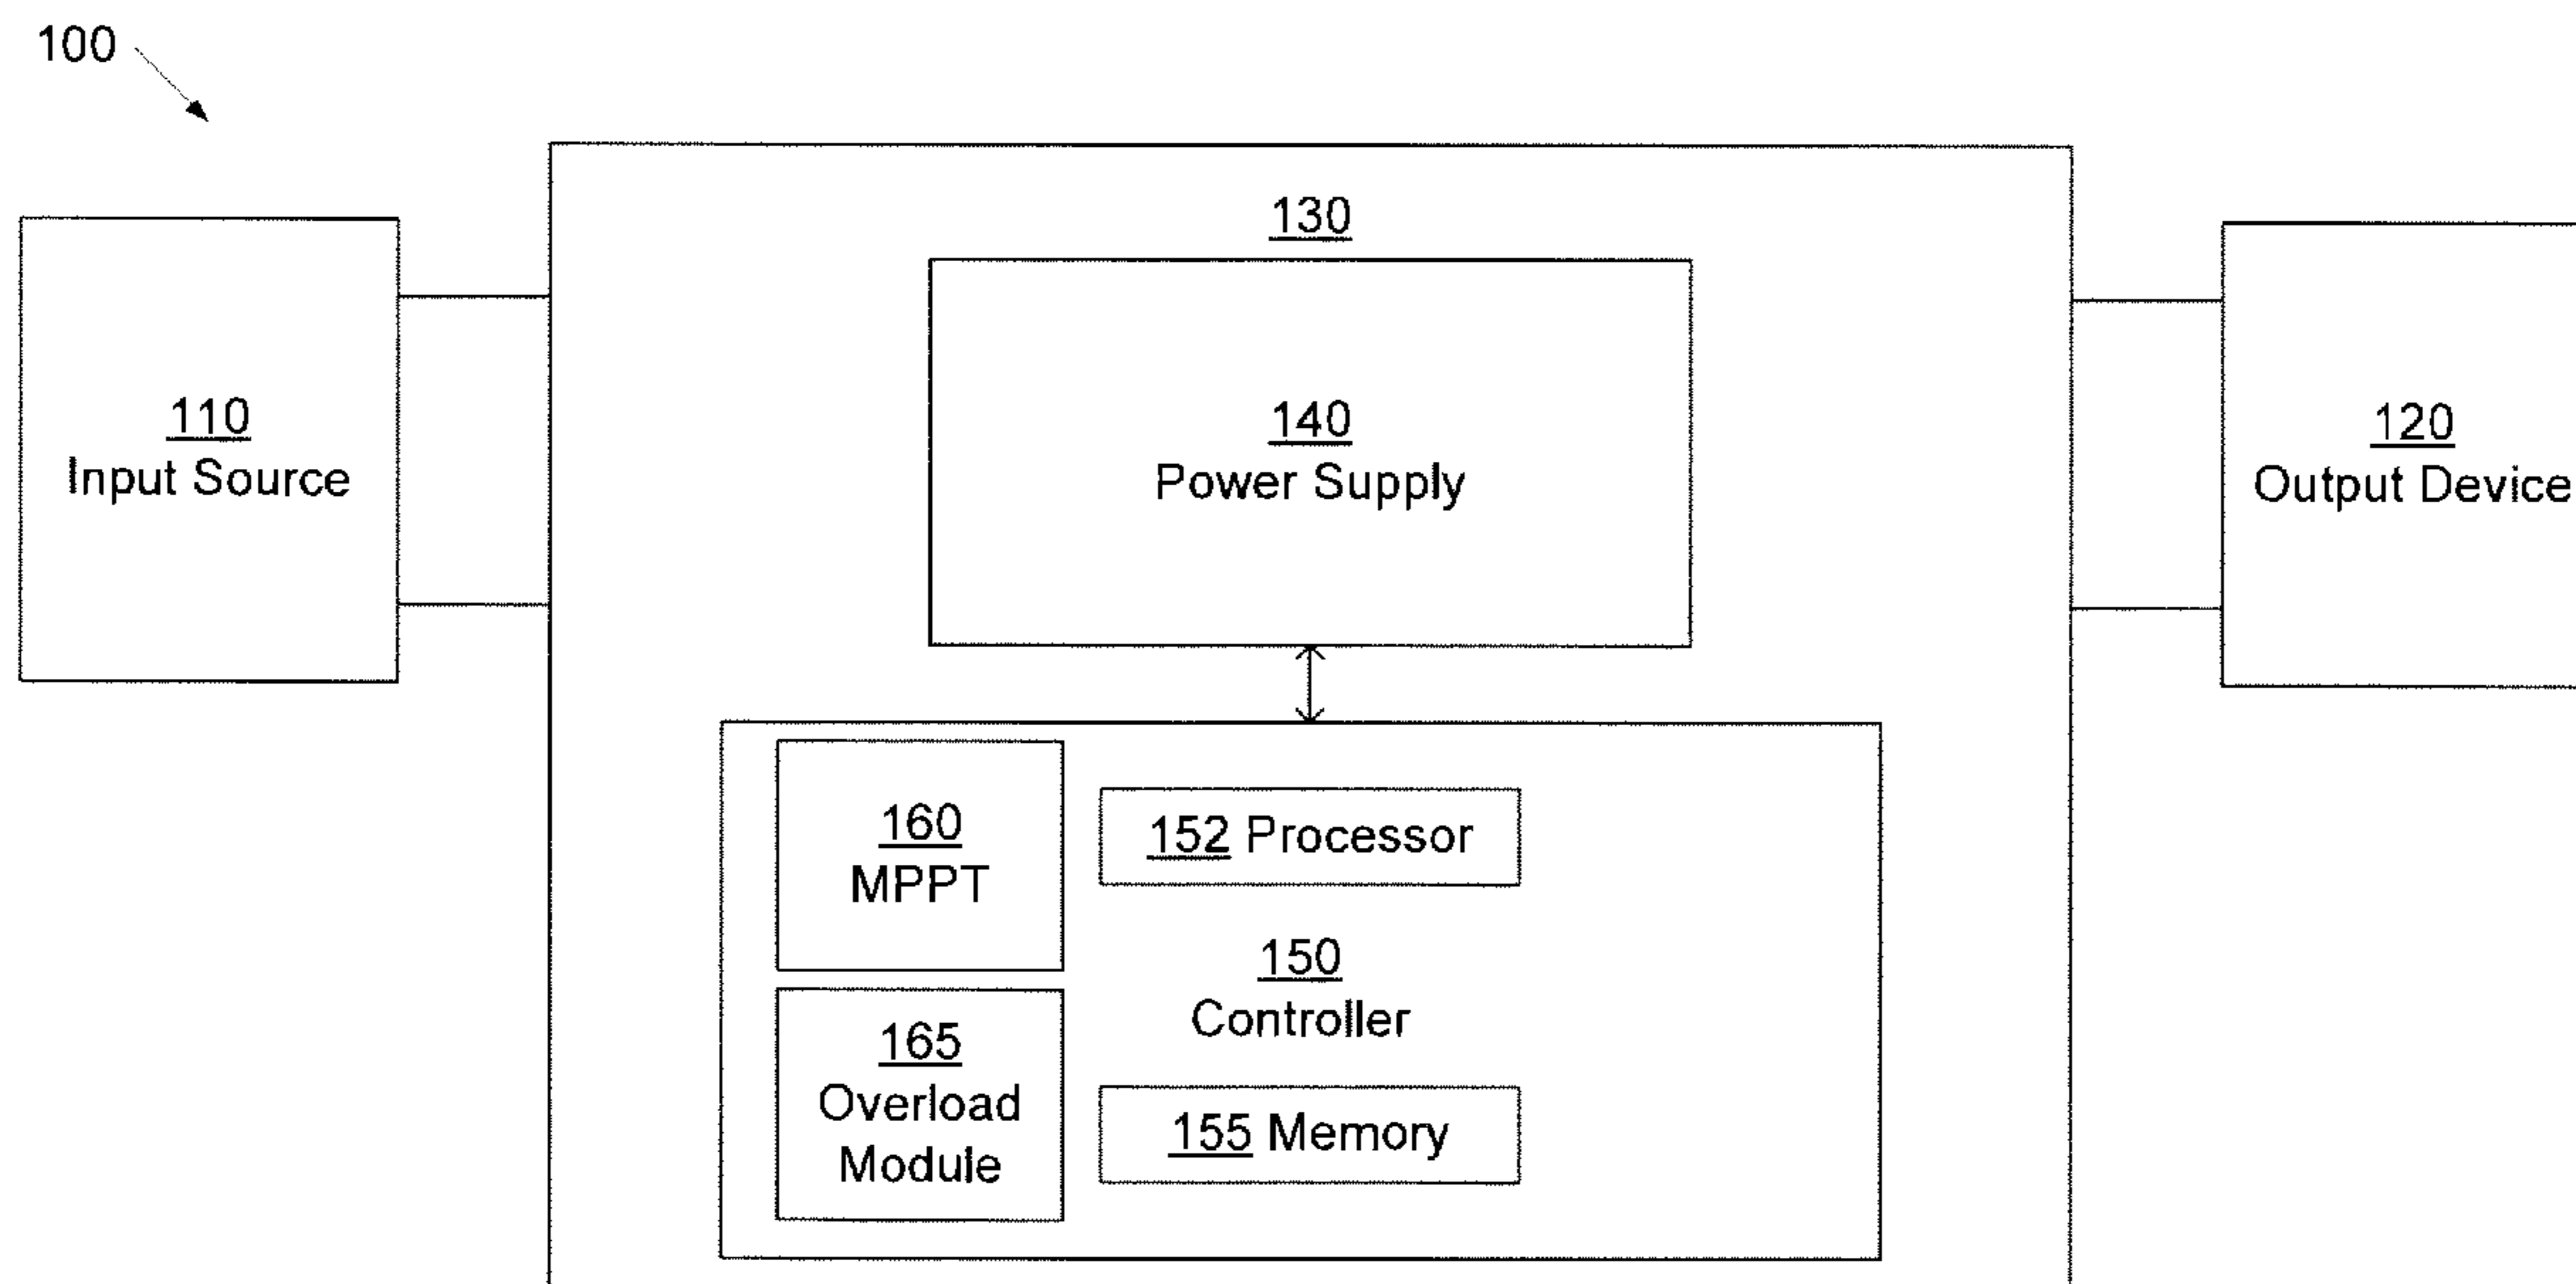 100
130
110
Input Source
140
Power Supply
120
Output Device
160
MPPT
152 Processor
150
Controller
165
Overload
Module
155 Memory